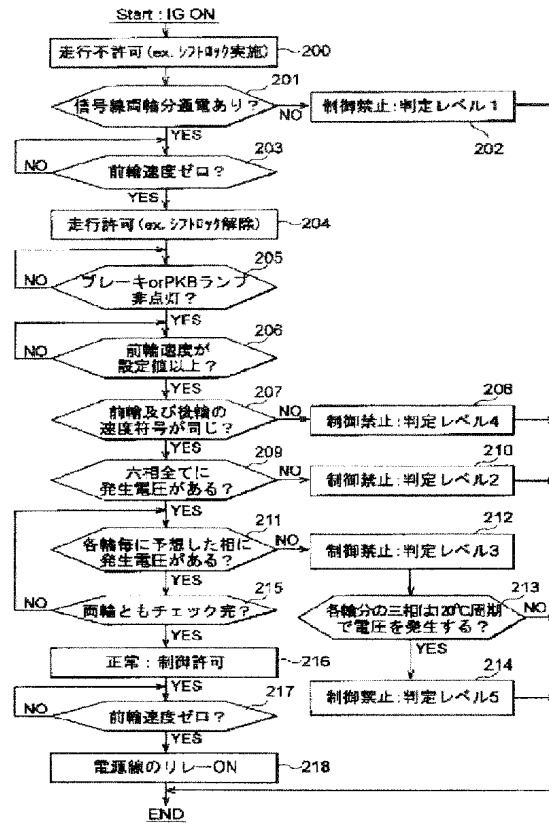 Start : IG ON
走行不許可(ex. シフトロック実施)
200
201
信号線両輪分通電あり?
NO
制御禁止:判定レベル1
202
YES
203
NO
前輪速度ゼロ?
YES
走行許可(ex. シフトロック解除)
204
205
NO
ブレーキorPKBランプ
非点灯?
YES
206
NO
前輪速度が
設定値以上?
YES
207
前輪及び後輪の
速度符号が同じ?
NO
208
制御禁止:判定レベル4
YES
209
六相全てに
発生電圧がある?
NO
210
制御禁止:判定レベル2
YES
211
各輪毎に予想した相に
発生電圧がある?
NO
212
制御禁止:判定レベル3
YES
215
NO
両輪ともチェック完?
213
各輪分の三相は120℃周期
で電圧を発生する?
NO
YES
YES
正常:制御許可
216
214
制御禁止:判定レベル5
YES
217
NO
前輪速度ゼロ?
YES
電源線のリレーON
218
END